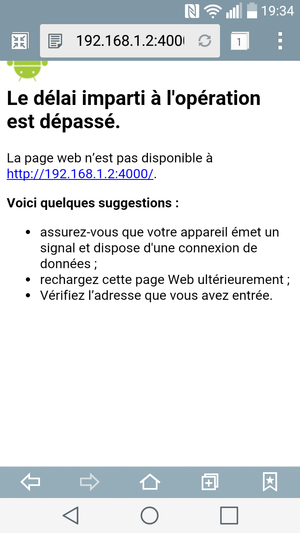 19:34
192.168.1.2:400
1
Le délai imparti à l'opération
est dépassé.
La page web n'est pas disponible à
http://192.168.1.2:4000/.
Voici quelques suggestions :
• assurez-vous que votre appareil émet un
signal et dispose d'une connexion de
données ;
• rechargez cette page Web ultérieurement ;
• Vérifiez l'adresse que vous avez entrée.